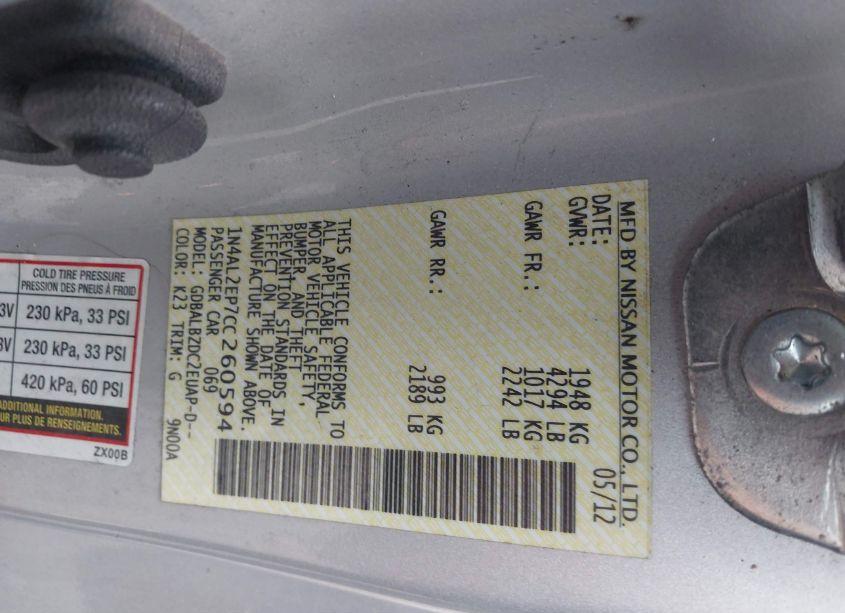 MFD BY NISSAN MOTOR CO., LTD.
DATE: 05/12
GVWR: 1948 KG
4294 LB
GAWR FR.: 1017 KG
2242 LB
GAWR RR.: 993 KG
2189 LB
THIS VEHICLE CONFORMS TO
ALL APPLICABLE FEDERAL
MOTOR VEHICLE SAFETY,
BUMPER, AND THEFT
PREVENTION STANDARDS IN
EFFECT ON THE DATE OF
MANUFACTURE SHOWN ABOVE.
1N4AL2EP7CC260594
PASSENGER CAR 069
MODEL: GDBALBZDC2EUAP-D--
COLOR: K23 TRIM: G 9N00A
COLD TIRE PRESSURE
PRESSION DES PNEUS À FROID
3V 230 kPa, 33 PSI
3V 230 kPa, 33 PSI
420 kPa, 60 PSI
ADDITIONAL INFORMATION.
PLUS DE RENSEIGNEMENTS.
ZX00B